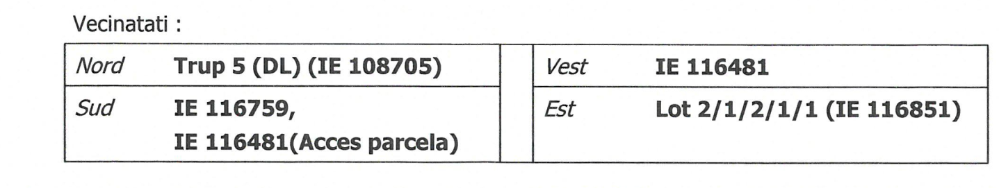 Vecinatati :
Nord Trup 5 (DL) (IE 108705) Vest IE 116481
Sud IE 116759, Est Lot 2/1/2/1/1 (IE 116851)
IE 116481(Acces parcela)